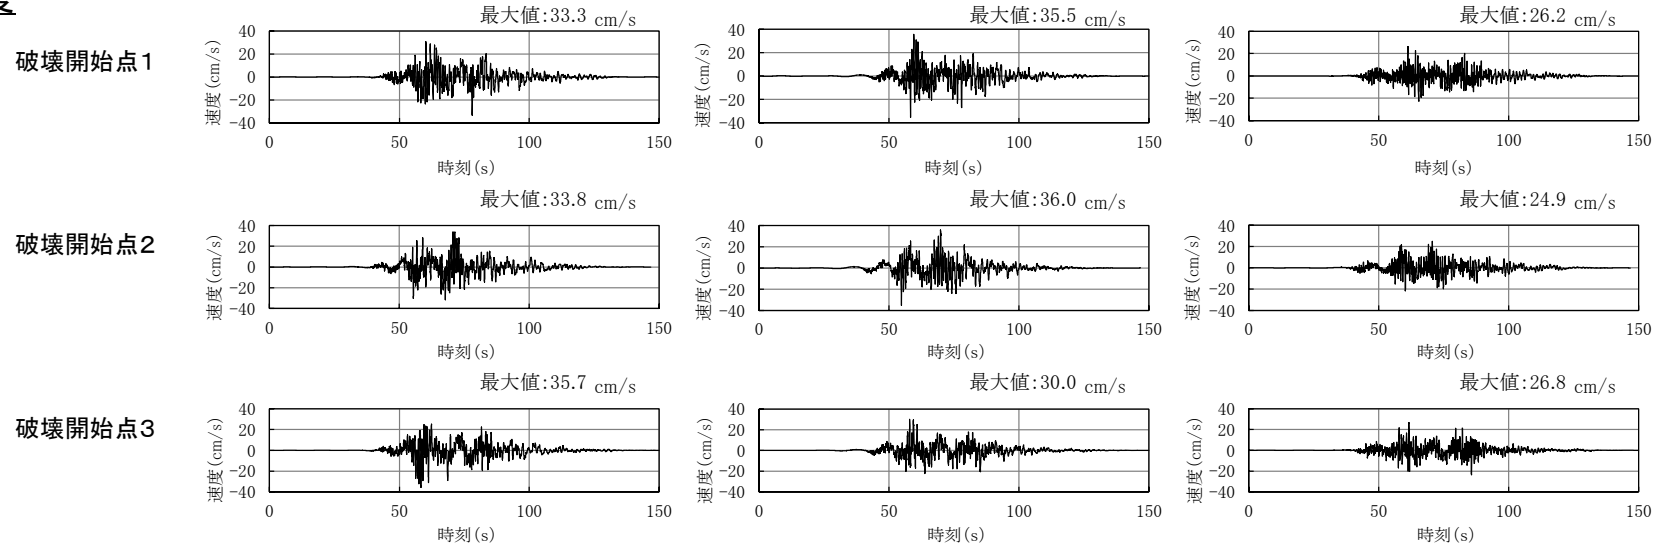 度
最大値:33.3 cm/s
最大値:35.5 cm/s
最大値:26.2 cm/s
破壊開始点1
速度(cm/s)
40
20
0
-20
-40
0 50 100 150
時刻(s)
速度(cm/s)
40
20
0
-20
-40
0 50 100 150
時刻(s)
速度(cm/s)
40
20
0
-20
-40
0 50 100 150
時刻(s)
最大値:33.8 cm/s
最大値:36.0 cm/s
最大値:24.9 cm/s
破壊開始点2
速度(cm/s)
40
20
0
-20
-40
0 50 100 150
時刻(s)
速度(cm/s)
40
20
0
-20
-40
0 50 100 150
時刻(s)
速度(cm/s)
40
20
0
-20
-40
0 50 100 150
時刻(s)
最大値:35.7 cm/s
最大値:30.0 cm/s
最大値:26.8 cm/s
破壊開始点3
速度(cm/s)
40
20
0
-20
-40
0 50 100 150
時刻(s)
速度(cm/s)
40
20
0
-20
-40
0 50 100 150
時刻(s)
速度(cm/s)
40
20
0
-20
-40
0 50 100 150
時刻(s)